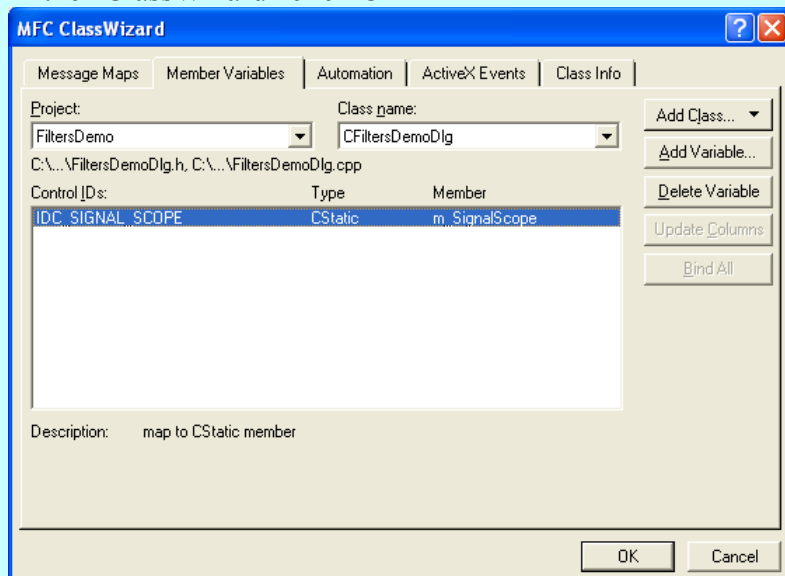 MFC ClassWizard
Message Maps Member Variables Automation ActiveX Events Class Info
Project: Class name:
FiltersDemo CFiltersDemoDlg
C:\...\FiltersDemoDlg.h, C:\...\FiltersDemoDlg.cpp
Control IDs: Type Member
IDC_SIGNAL_SCOPE CStatic m_SignalScope
Description: map to CStatic member
Add Class...
Add Variable...
Delete Variable
Update Columns
Bind All
OK Cancel